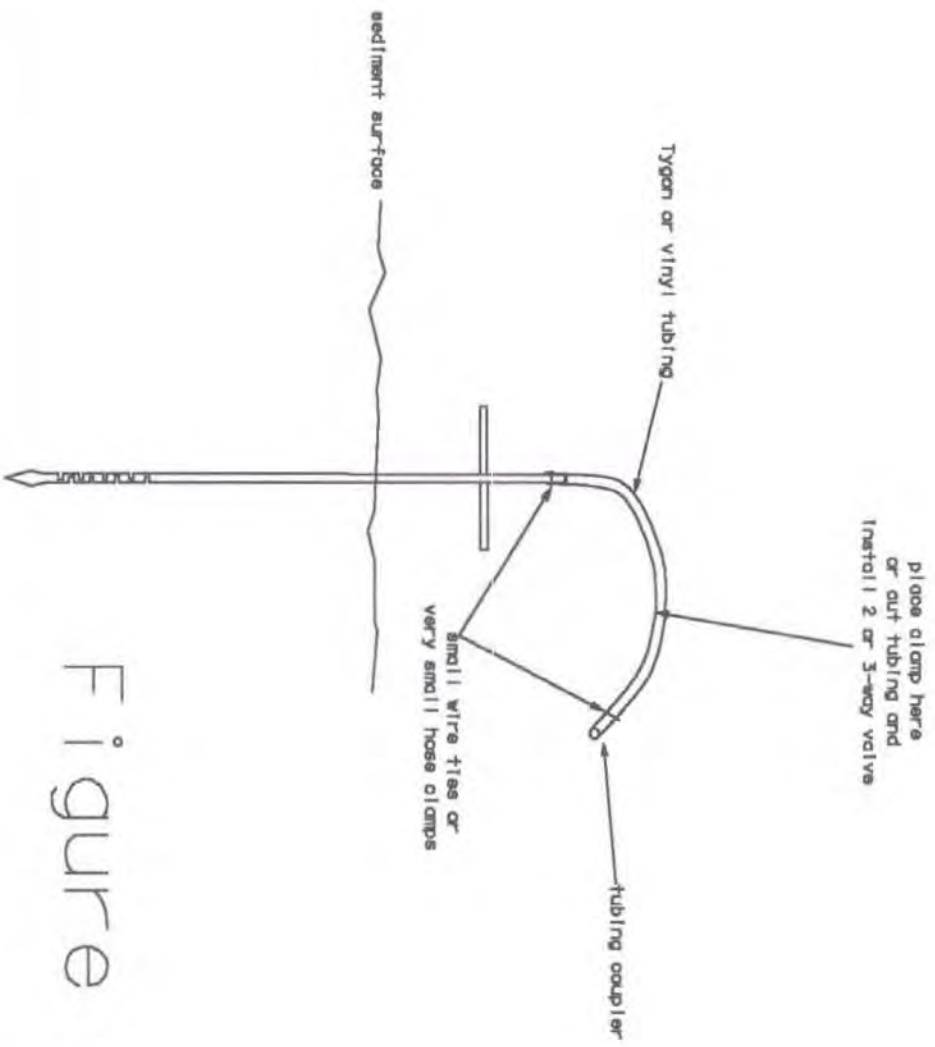 place clamp here
or cut tubing and
install 2 or 3-way valve
Tygon or vinyl tubing
tubing coupler
small wire ties or
very small hose clamps
sediment surface
Figure